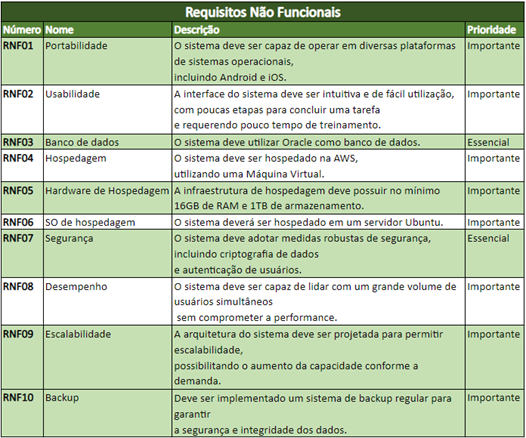 Requisitos Não Funcionais
Número Nome Descrição Prioridade
RNF01 Portabilidade O sistema deve ser capaz de operar em diversas plataformas Importante
de sistemas operacionais,
incluindo Android e iOS.
RNF02 Usabilidade A interface do sistema deve ser intuitiva e de fácil utilização, Importante
com poucas etapas para concluir uma tarefa
e requerendo pouco tempo de treinamento.
RNF03 Banco de dados O sistema deve utilizar Oracle como banco de dados. Essencial
RNF04 Hospedagem O sistema deve ser hospedado na AWS, Importante
utilizando uma Máquina Virtual.
RNF05 Hardware de Hospedagem A infraestrutura de hospedagem deve possuir no mínimo Importante
16GB de RAM e 1TB de armazenamento.
RNF06 SO de hospedagem O sistema deverá ser hospedado em um servidor Ubuntu. Importante
RNF07 Segurança O sistema deve adotar medidas robustas de segurança, Essencial
incluindo criptografia de dados
e autenticação de usuários.
RNF08 Desempenho O sistema deve ser capaz de lidar com um grande volume de Importante
usuários simultâneos
sem comprometer a performance.
RNF09 Escalabilidade A arquitetura do sistema deve ser projetada para permitir Importante
escalabilidade,
possibilitando o aumento da capacidade conforme a
demanda.
RNF10 Backup Deve ser implementado um sistema de backup regular para Importante
garantir
a segurança e integridade dos dados.